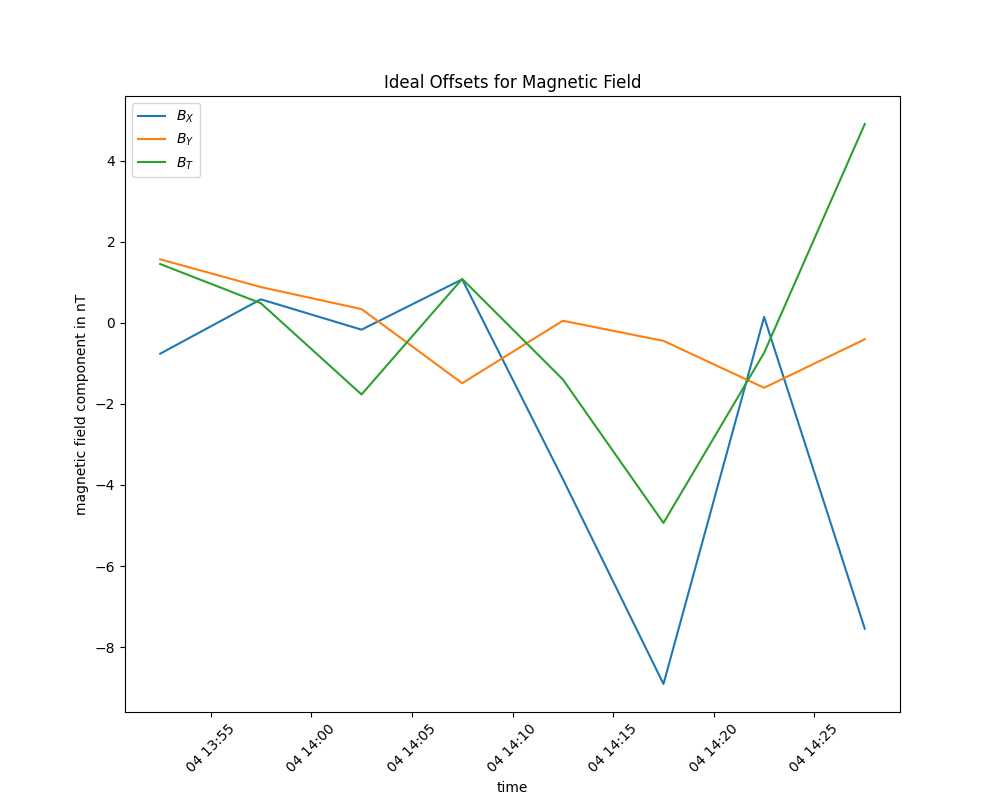 Ideal Offsets for Magnetic Field
B_X
B_Y
B_T
magnetic field component in nT
4
2
0
−2
−4
−6
−8
04 13:55
04 14:00
04 14:05
04 14:10
04 14:15
04 14:20
04 14:25
time